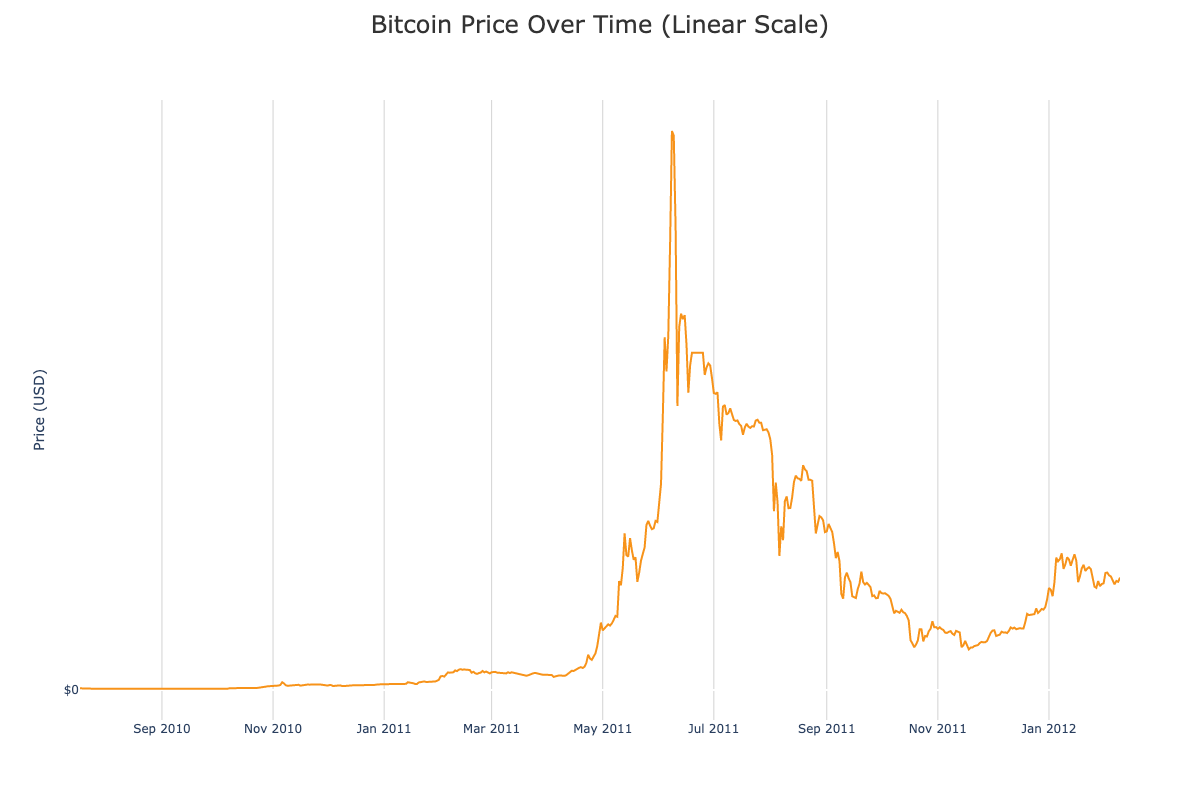 Bitcoin Price Over Time (Linear Scale)
Price (USD)
$0
Sep 2010
Nov 2010
Jan 2011
Mar 2011
May 2011
Jul 2011
Sep 2011
Nov 2011
Jan 2012